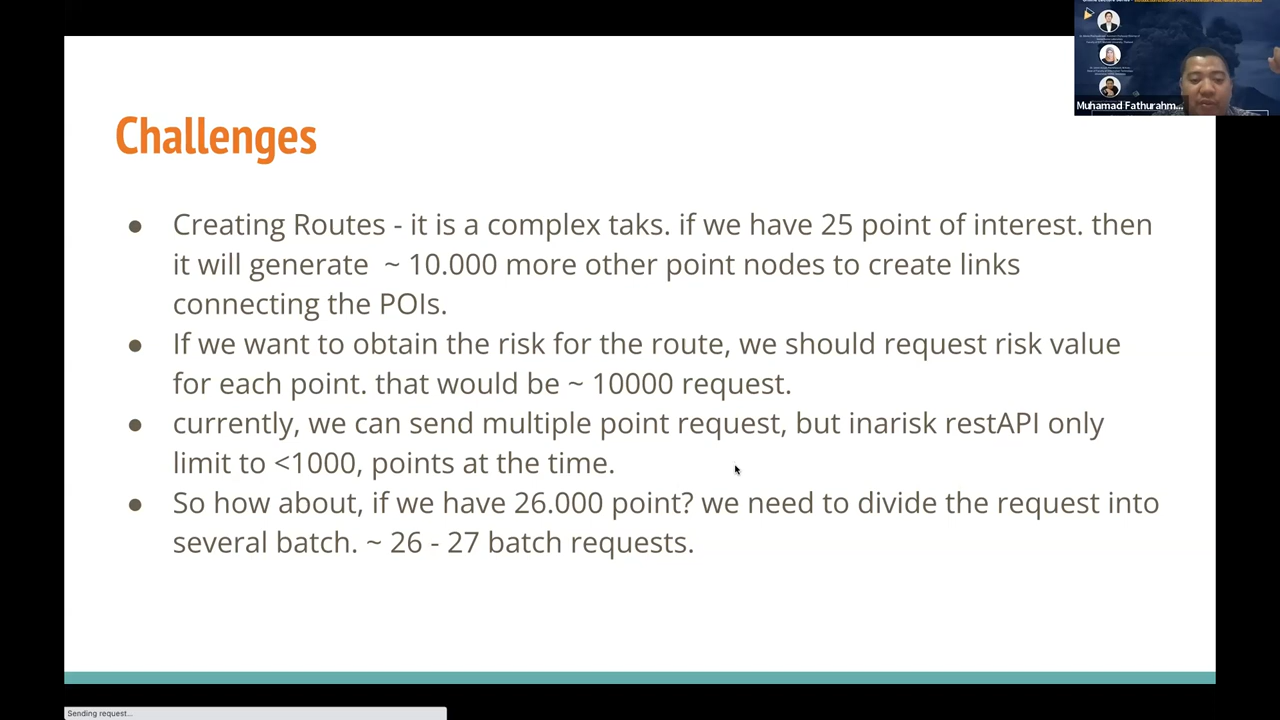 Muhamad Fathurahm...
Challenges
● Creating Routes - it is a complex taks. if we have 25 point of interest. then
it will generate ~ 10.000 more other point nodes to create links
connecting the POIs.
● If we want to obtain the risk for the route, we should request risk value
for each point. that would be ~ 10000 request.
● currently, we can send multiple point request, but inarisk restAPI only
limit to <1000, points at the time.
● So how about, if we have 26.000 point? we need to divide the request into
several batch. ~ 26 - 27 batch requests.
Sending request...